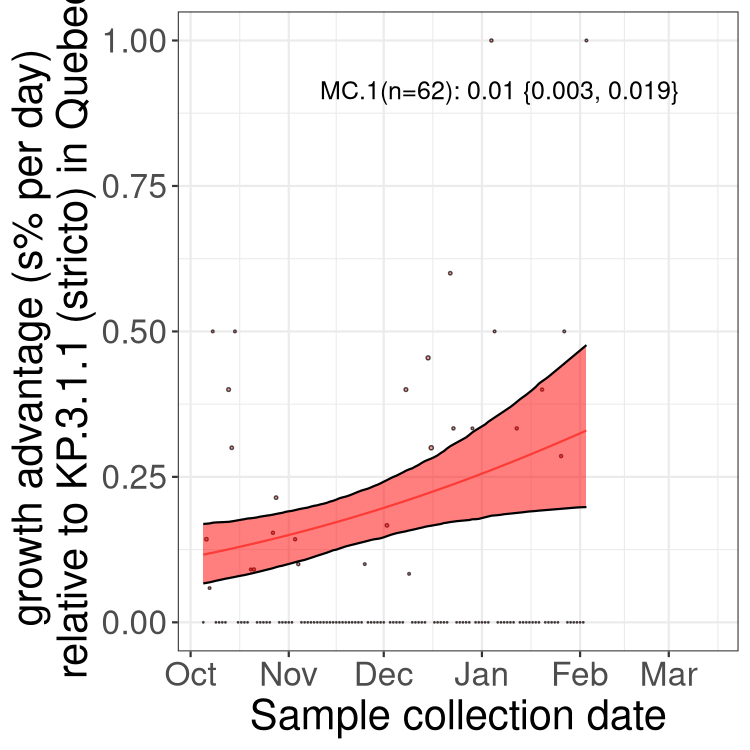 growth advantage (s% per day)
relative to KP.3.1.1 (stricto) in Quebec
1.00
0.75
0.50
0.25
0.00
MC.1(n=62): 0.01 {0.003, 0.019}
Oct Nov Dec Jan Feb Mar
Sample collection date